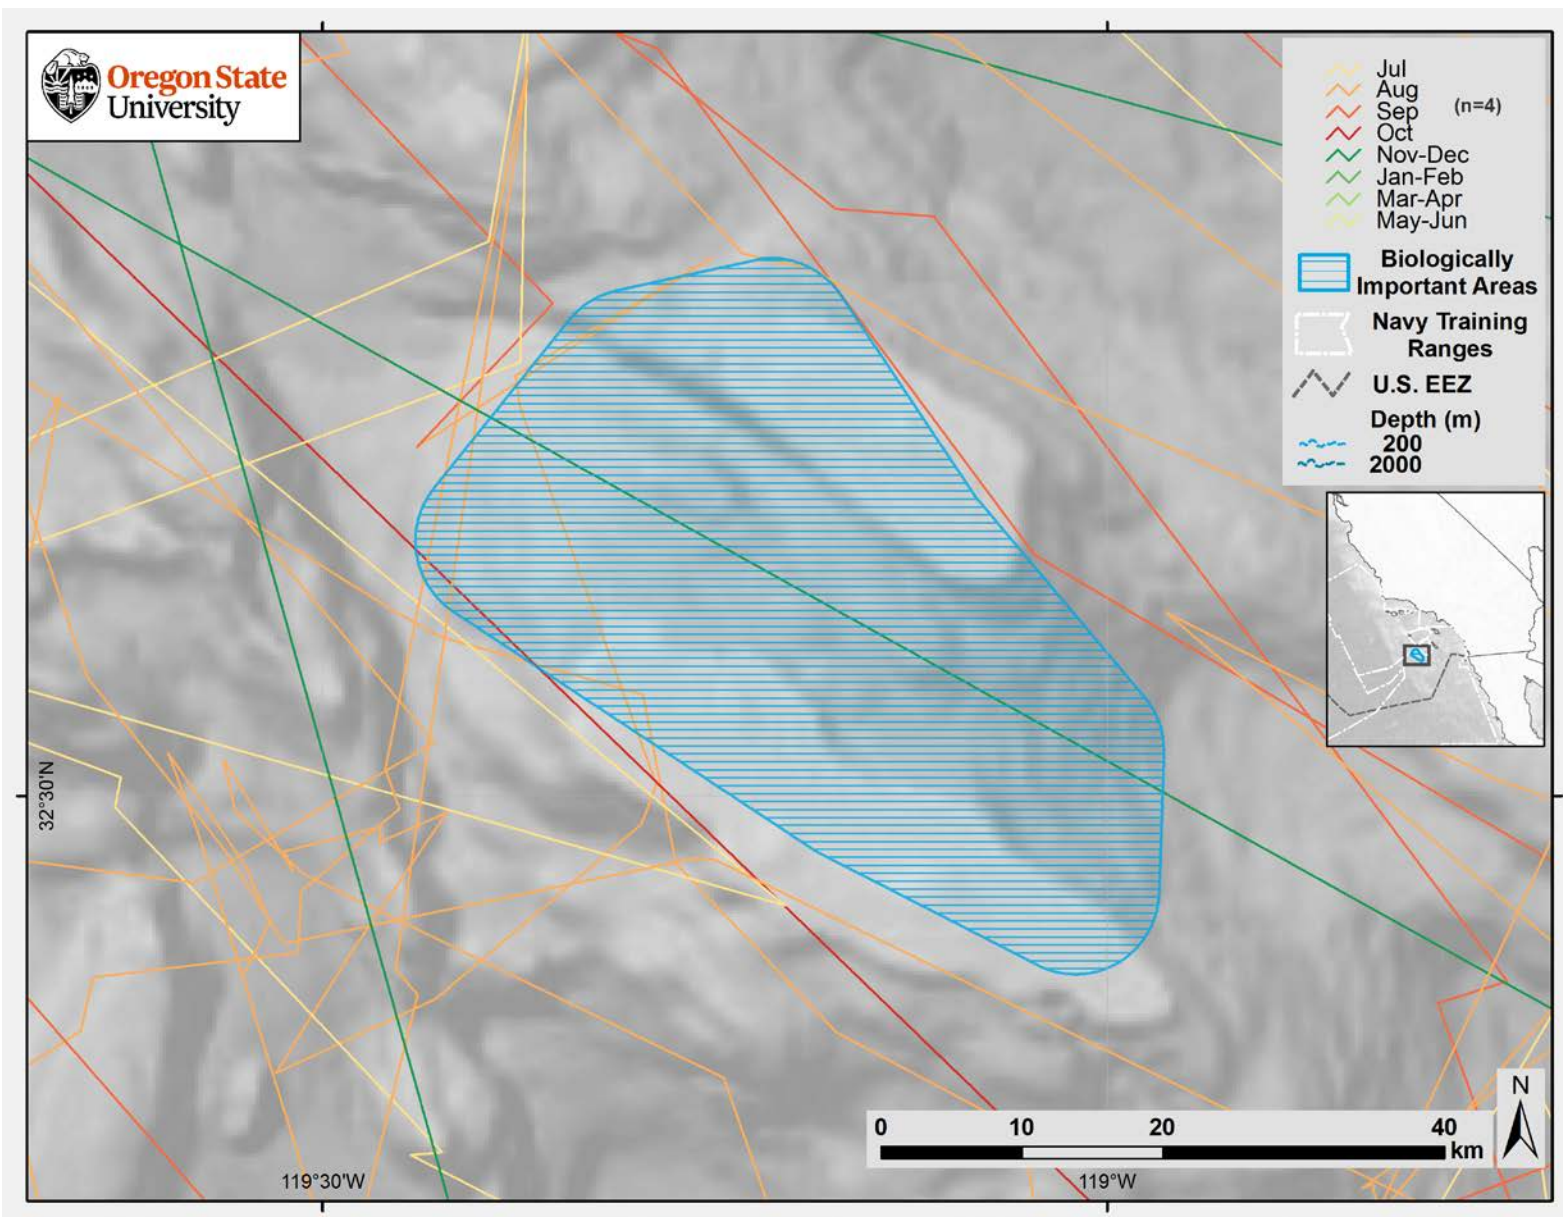 Oregon State
University
Jul
Aug
Sep
(n=4)
Oct
Nov-Dec
Jan-Feb
Mar-Apr
May-Jun
Biologically
Important Areas
Navy Training
Ranges
U.S. EEZ
Depth (m)
200
2000
32°30'N
N
0 10 20 40
km
119°30'W
119°W